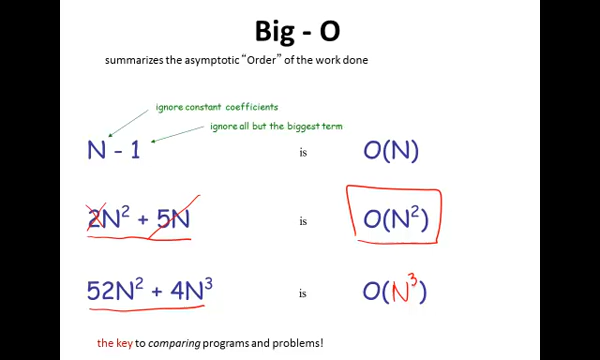 Big - O
summarizes the asymptotic “Order” of the work done
ignore constant coefficients
ignore all but the biggest term
N - 1 is O(N)
2N² + 5N is O(N²)
52N² + 4N³ is O(N³)
the key to comparing programs and problems!